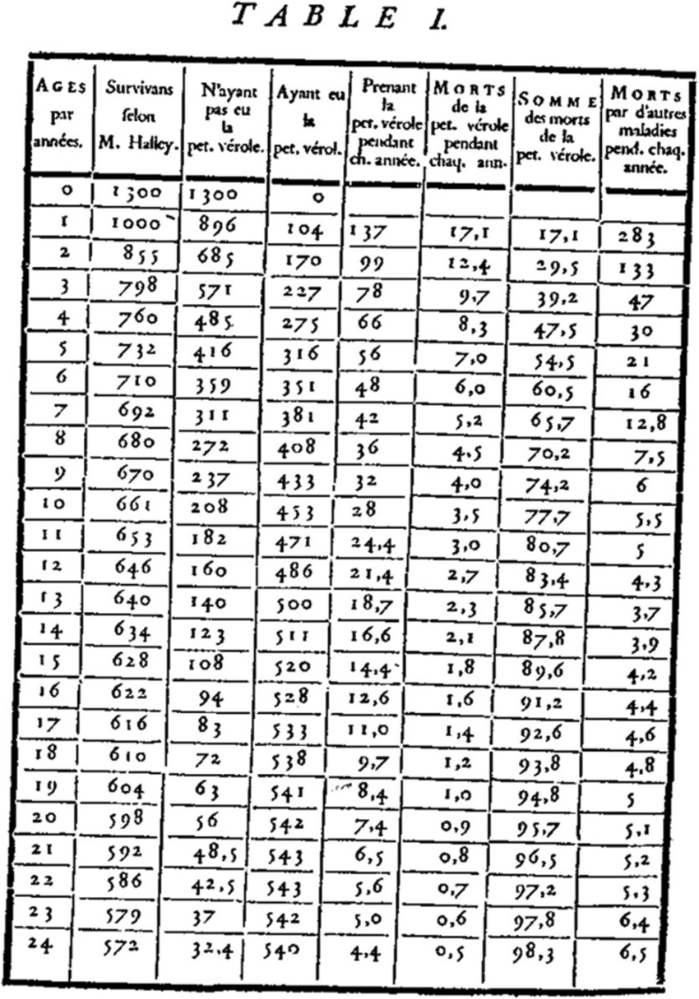 TABLE I.
AGES par années. | Survivans selon M. Halley. | N'ayant pas eu la pet. vérole. | Ayant eu la pet. vérol. | Prenant la pet. vérole pendant ch. année. | MORTS de la pet. vérole pendant chaq. ann. | SOMME des morts de la pet. vérole. | MORTS par d'autres maladies pend. chaq. année.
0 1300 1300 0
1 1000 896 104 137 17,1 17,1 283
2 855 685 170 99 12,4 29,5 133
3 798 571 227 78 9,7 39,2 47
4 760 485 275 66 8,3 47,5 30
5 732 416 316 56 7,0 54,5 21
6 710 359 351 48 6,0 60,5 16
7 692 311 381 42 5,2 65,7 12,8
8 680 272 408 36 4,5 70,2 7,5
9 670 237 433 32 4,0 74,2 6
10 661 208 453 28 3,5 77,7 5,5
11 653 182 471 24,4 3,0 80,7 5
12 646 160 486 21,4 2,7 83,4 4,3
13 640 140 500 18,7 2,3 85,7 3,7
14 634 123 511 16,6 2,1 87,8 3,9
15 628 108 520 14,4 1,8 89,6 4,2
16 622 94 528 12,6 1,6 91,2 4,4
17 616 83 533 11,0 1,4 92,6 4,6
18 610 72 538 9,7 1,2 93,8 4,8
19 604 63 541 8,4 1,0 94,8 5
20 598 56 542 7,4 0,9 95,7 5,1
21 592 48,5 543 6,5 0,8 96,5 5,2
22 586 42,5 543 5,6 0,7 97,2 5,3
23 579 37 542 5,0 0,6 97,8 6,4
24 572 32,4 540 4,4 0,5 98,3 6,5